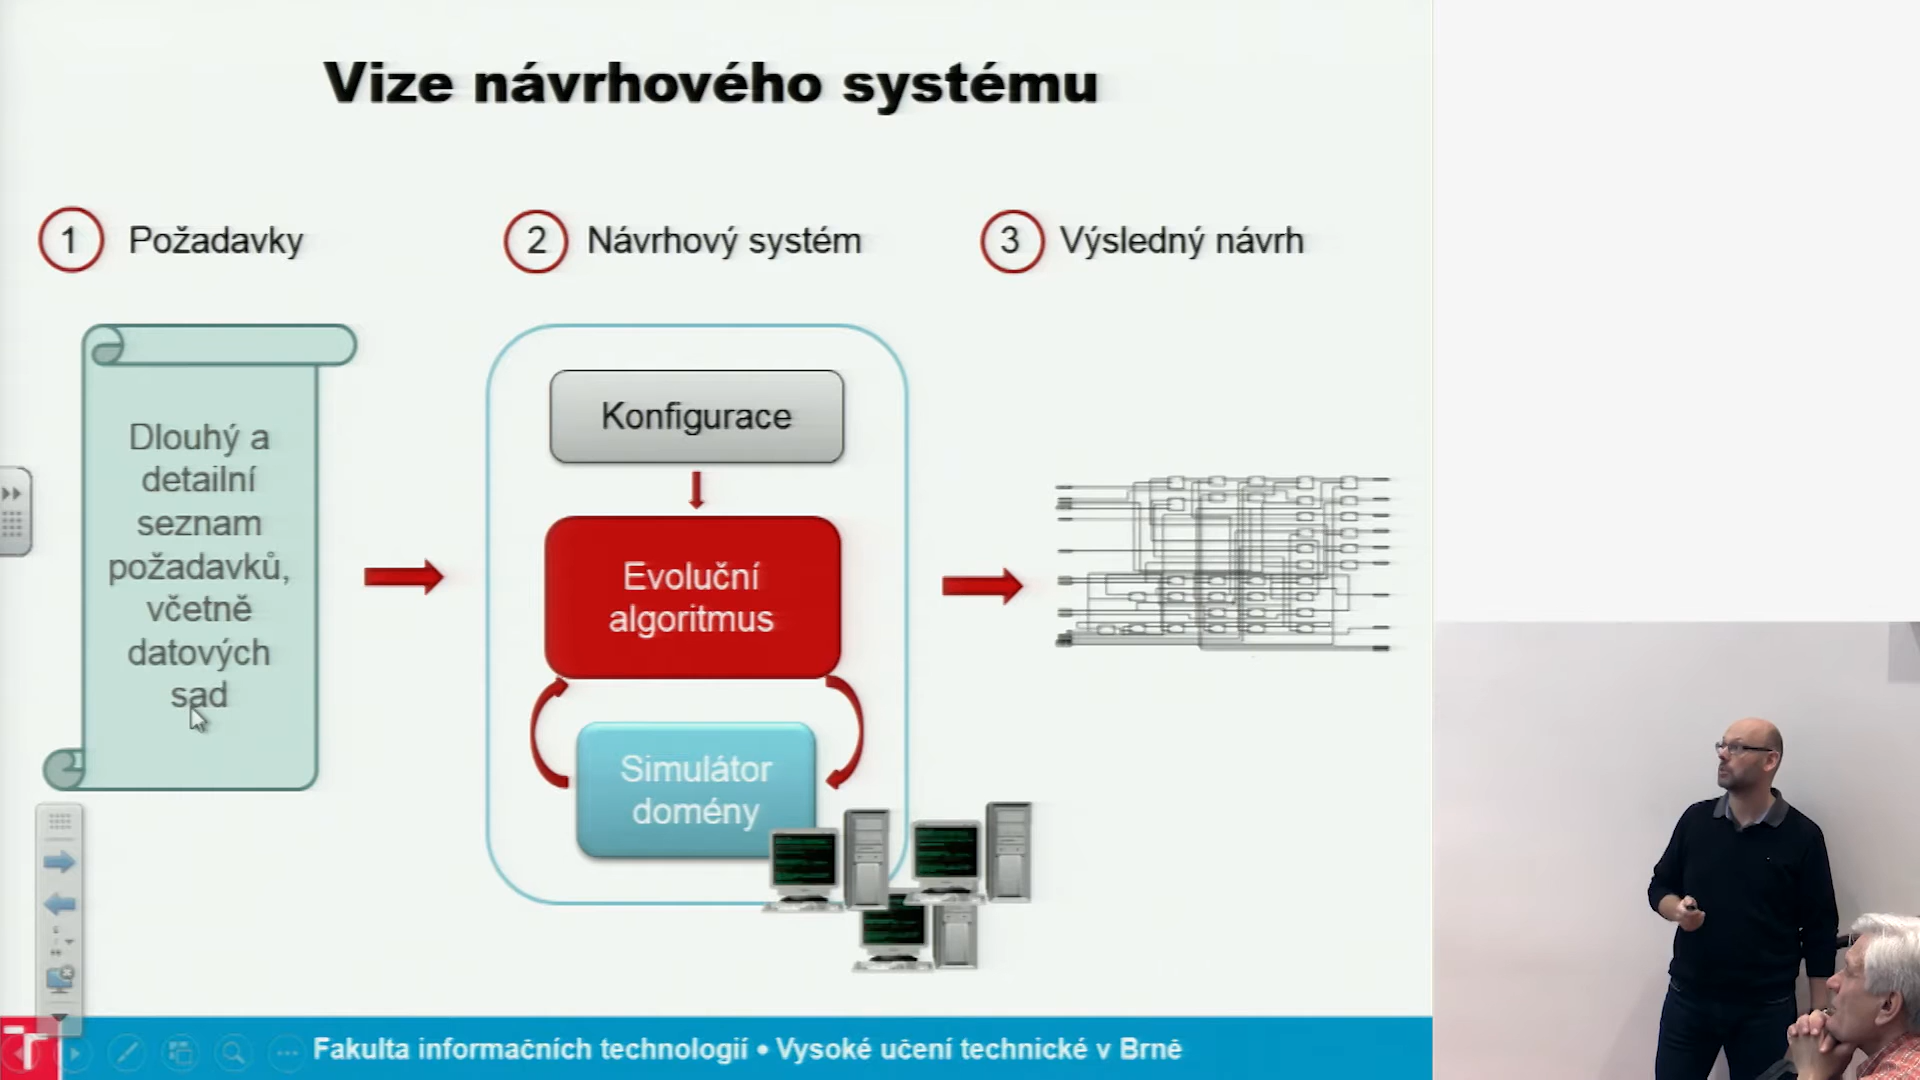 Vize návrhového systému
1 Požadavky
2 Návrhový systém
3 Výsledný návrh
Dlouhý a
detailní
seznam
požadavků,
včetně
datových
sad
Konfigurace
Evoluční
algoritmus
Simulátor
domény
Fakulta informačních technologií • Vysoké učení technické v Brně